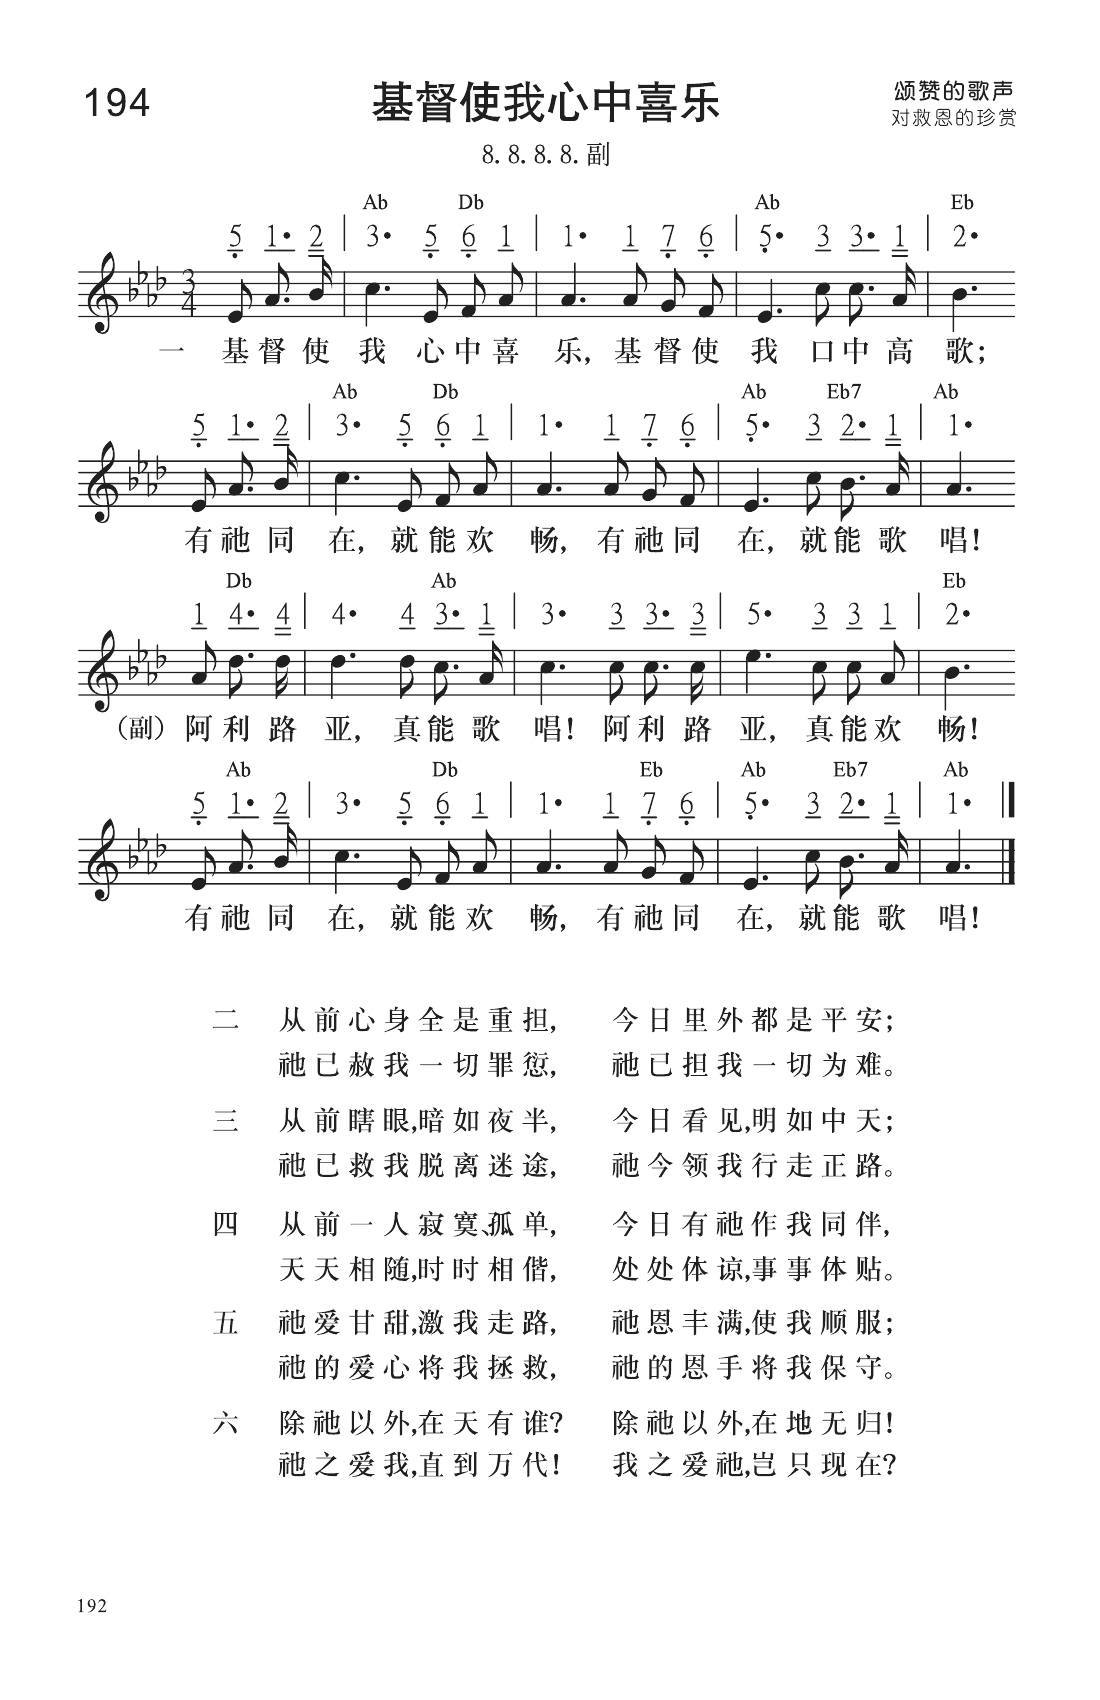 194
基督使我心中喜乐
颂赞的歌声
对救恩的珍赏
8. 8. 8. 8. 副
Ab Db Ab Eb
5 1• 2 | 3• 5 6 1 | 1• 1 7 6 | 5• 3 3• 1 | 2•
3
4
一 基督使我心中喜乐，基督使我口中高歌；
Ab Db Ab Eb7 Ab
5 1• 2 | 3• 5 6 1 | 1• 1 7 6 | 5• 3 2• 1 | 1•
有祂同在，就能欢畅，有祂同在，就能歌唱！
Db Ab Eb
1 4• 4 | 4• 4 3• 1 | 3• 3 3• 3 | 5• 3 3 1 | 2•
（副）阿利路亚，真能歌唱！阿利路亚，真能欢畅！
Ab Db Eb Ab Eb7 Ab
5 1• 2 | 3• 5 6 1 | 1• 1 7 6 | 5• 3 2• 1 | 1•
有祂同在，就能欢畅，有祂同在，就能歌唱！
二 从前心身全是重担， 今日里外都是平安；
祂已赦我一切罪愆， 祂已担我一切为难。
三 从前瞎眼,暗如夜半， 今日看见,明如中天；
祂已救我脱离迷途， 祂今领我行走正路。
四 从前一人寂寞、孤单， 今日有祂作我同伴，
天天相随,时时相偕， 处处体谅,事事体贴。
五 祂爱甘甜,激我走路， 祂恩丰满,使我顺服；
祂的爱心将我拯救， 祂的恩手将我保守。
六 除祂以外,在天有谁？ 除祂以外,在地无归！
祂之爱我,直到万代！ 我之爱祂,岂只现在？
192